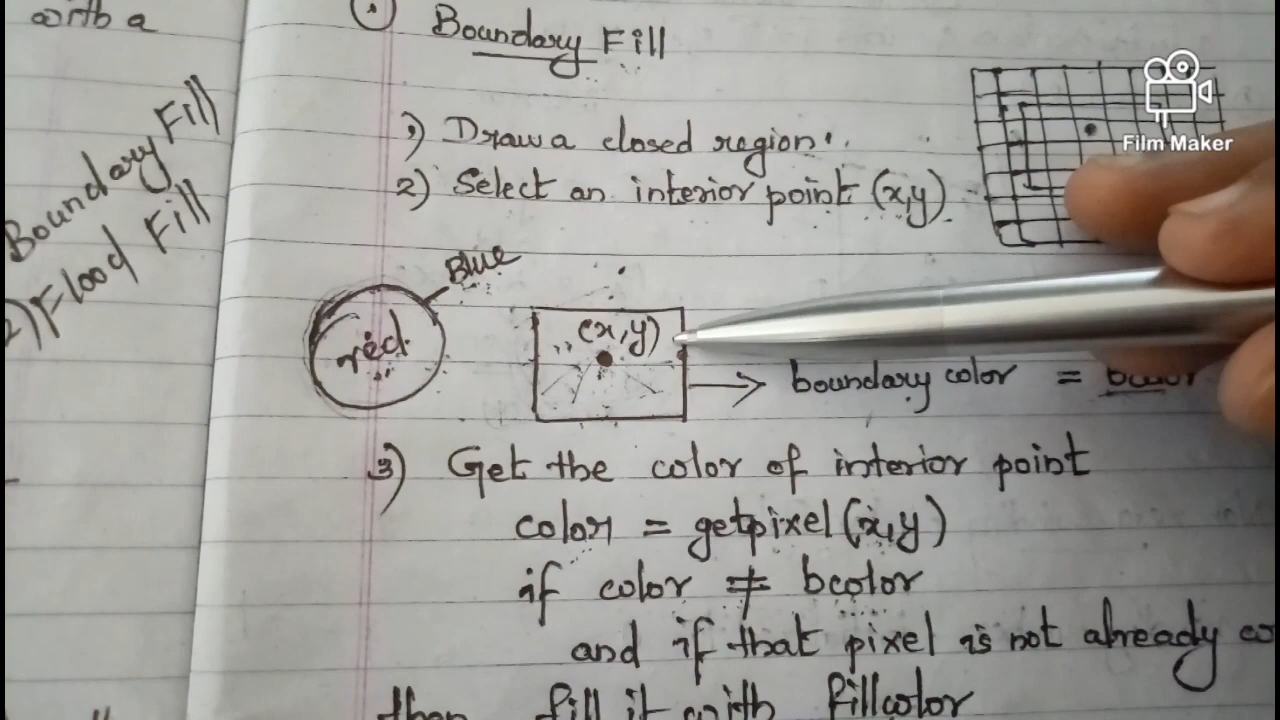 with a
Boundary Fill
2) Flood Fill
1. Boundary Fill
1) Draw a closed region.
2) Select an interior point (x,y)
Film Maker
Blue
red
(x,y)
boundary color =
3) Get the color of interior point
color = getpixel(x,y)
if color ≠ bcolor
and if that pixel is not already
then fill it with fillcolor